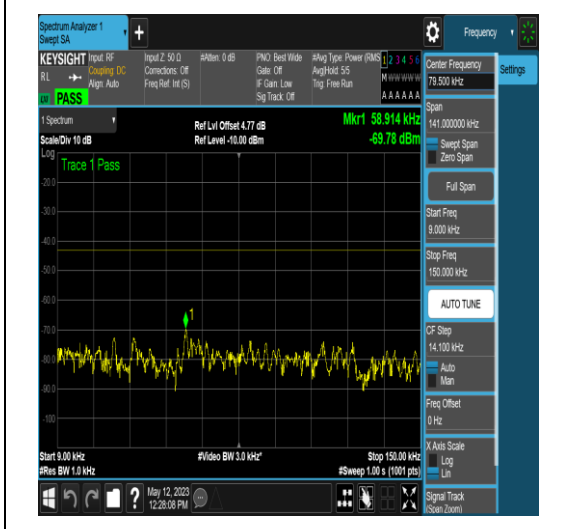 Spectrum Analyzer 1
Swept SA
+
Frequency
KEYSIGHT
Input: RF
Coupling: DC
Align: Auto
Input Z: 50 Ω
Corrections: Off
Freq Ref: Int (S)
#Atten: 0 dB
PNO: Best Wide
Gate: Off
IF Gain: Low
Sig Track: Off
#Avg Type: Power (RMS)
Avg|Hold: 5/5
Trig: Free Run
1 2 3 4 5 6
M W W W W W
A A A A A A
R L
PASS
Center Frequency
79.500 kHz
Settings
Span
141.000000 kHz
Swept Span
Zero Span
Full Span
Start Freq
9.000 kHz
Stop Freq
150.000 kHz
AUTO TUNE
CF Step
14.100 kHz
Auto
Man
Freq Offset
0 Hz
X Axis Scale
Log
Lin
Signal Track
(Span Zoom)
1 Spectrum
Scale/Div 10 dB
Ref Lvl Offset 4.77 dB
Ref Level -10.00 dBm
Mkr1 58.914 kHz
-69.78 dBm
Log
Trace 1 Pass
-20.0
-30.0
-40.0
-50.0
-60.0
-70.0
-80.0
-90.0
-100
1
Start 9.00 kHz
#Res BW 1.0 kHz
#Video BW 3.0 kHz*
Stop 150.00 kHz
#Sweep 1.00 s (1001 pts)
?
May 12, 2023
12:28:08 PM